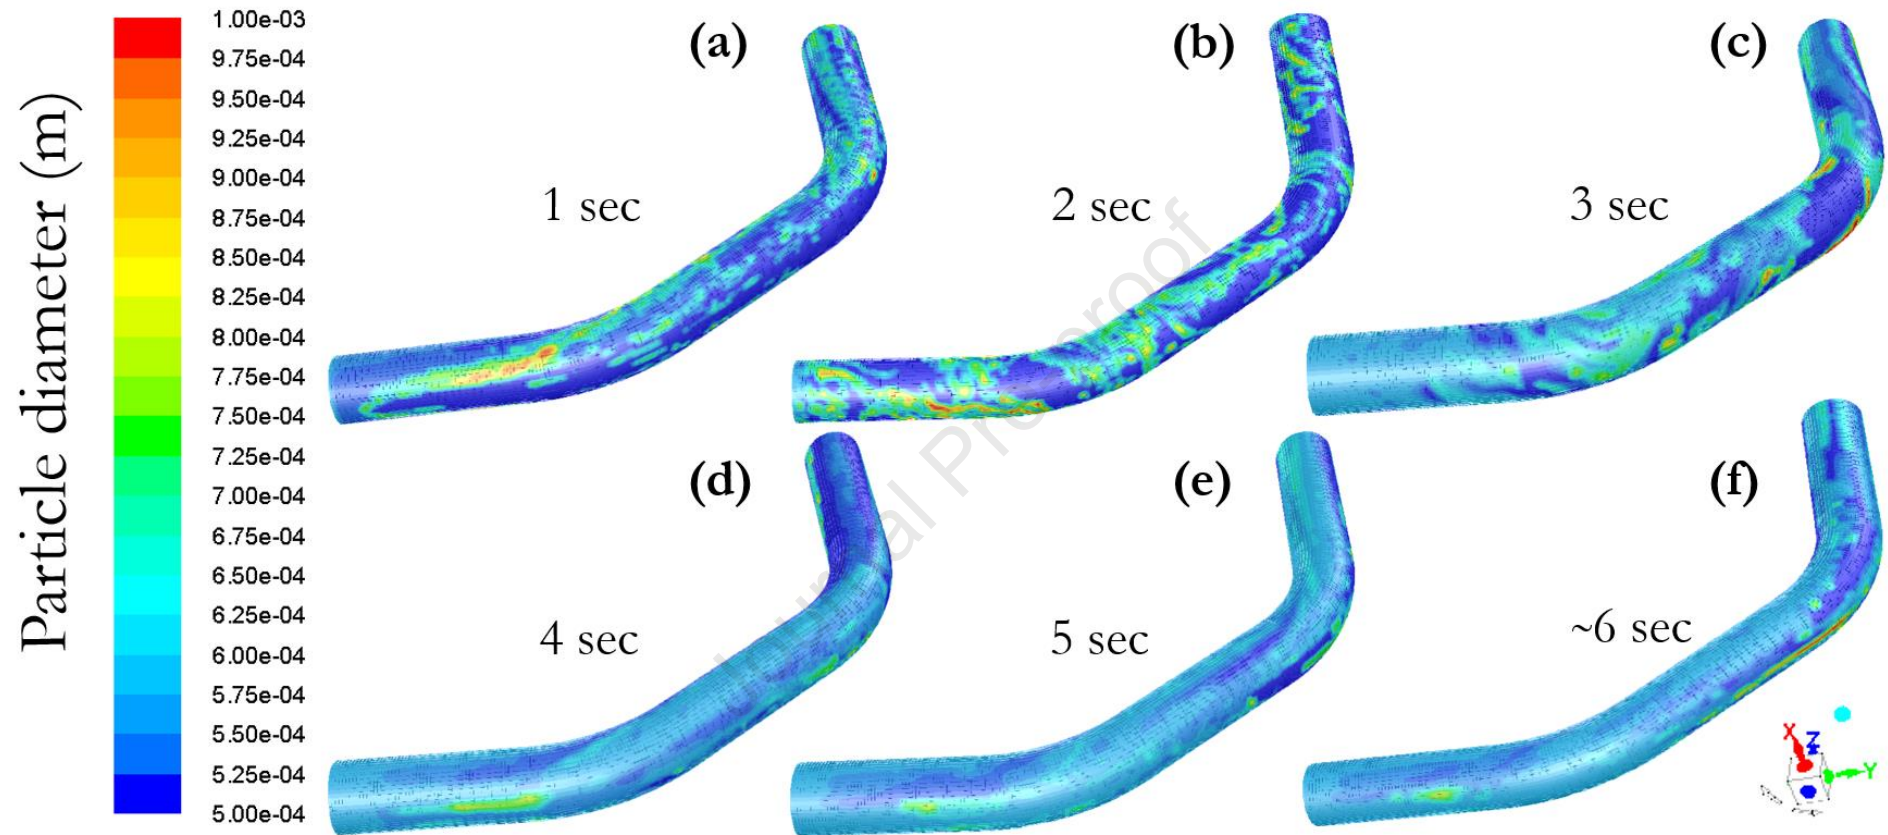 Particle diameter (m)
1.00e-03
9.75e-04
9.50e-04
9.25e-04
9.00e-04
8.75e-04
8.50e-04
8.25e-04
8.00e-04
7.75e-04
7.50e-04
7.25e-04
7.00e-04
6.75e-04
6.50e-04
6.25e-04
6.00e-04
5.75e-04
5.50e-04
5.25e-04
5.00e-04
(a)
1 sec
(b)
2 sec
(c)
3 sec
(d)
4 sec
(e)
5 sec
(f)
~6 sec
Journal Pre-proof
X
Z
Y